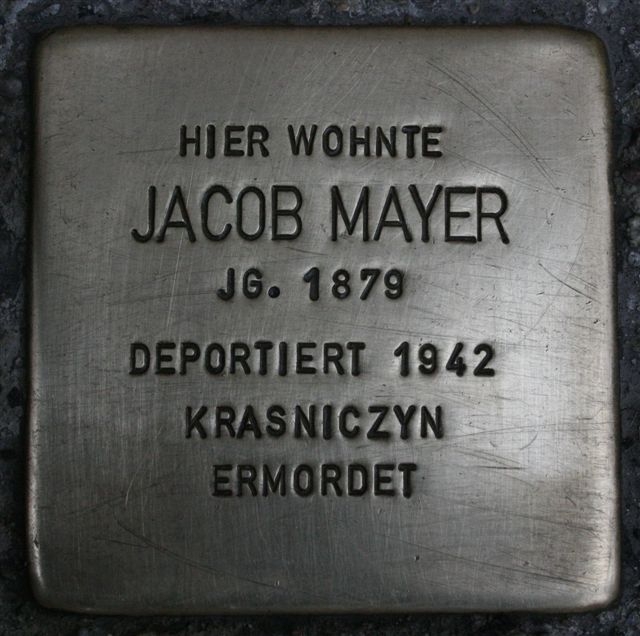 HIER WOHNTE
JACOB MAYER
JG. 1879
DEPORTIERT 1942
KRASNICZYN
ERMORDET